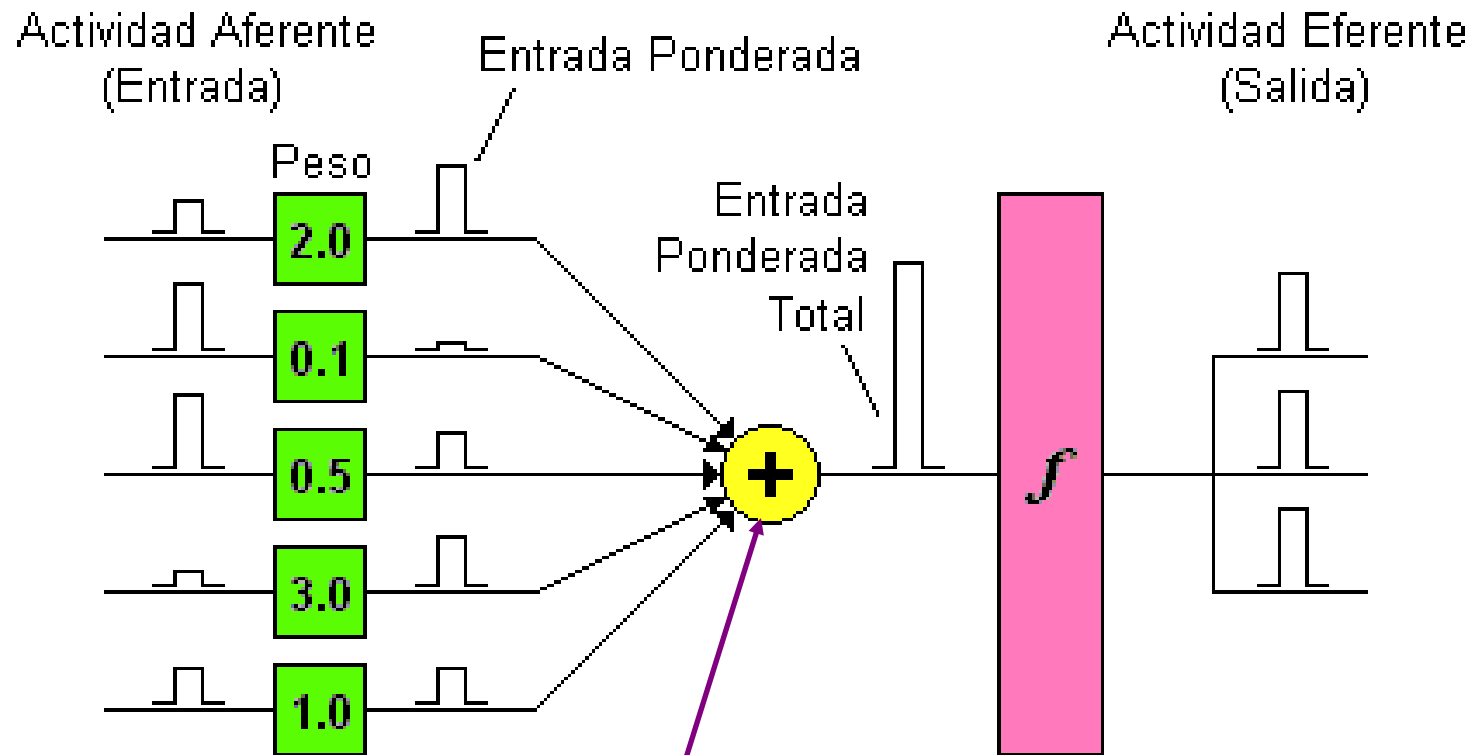 Actividad Aferente
(Entrada)
Entrada Ponderada
Actividad Eferente
(Salida)
Peso
2.0
0.1
0.5
3.0
1.0
Entrada
Ponderada
Total
+
f